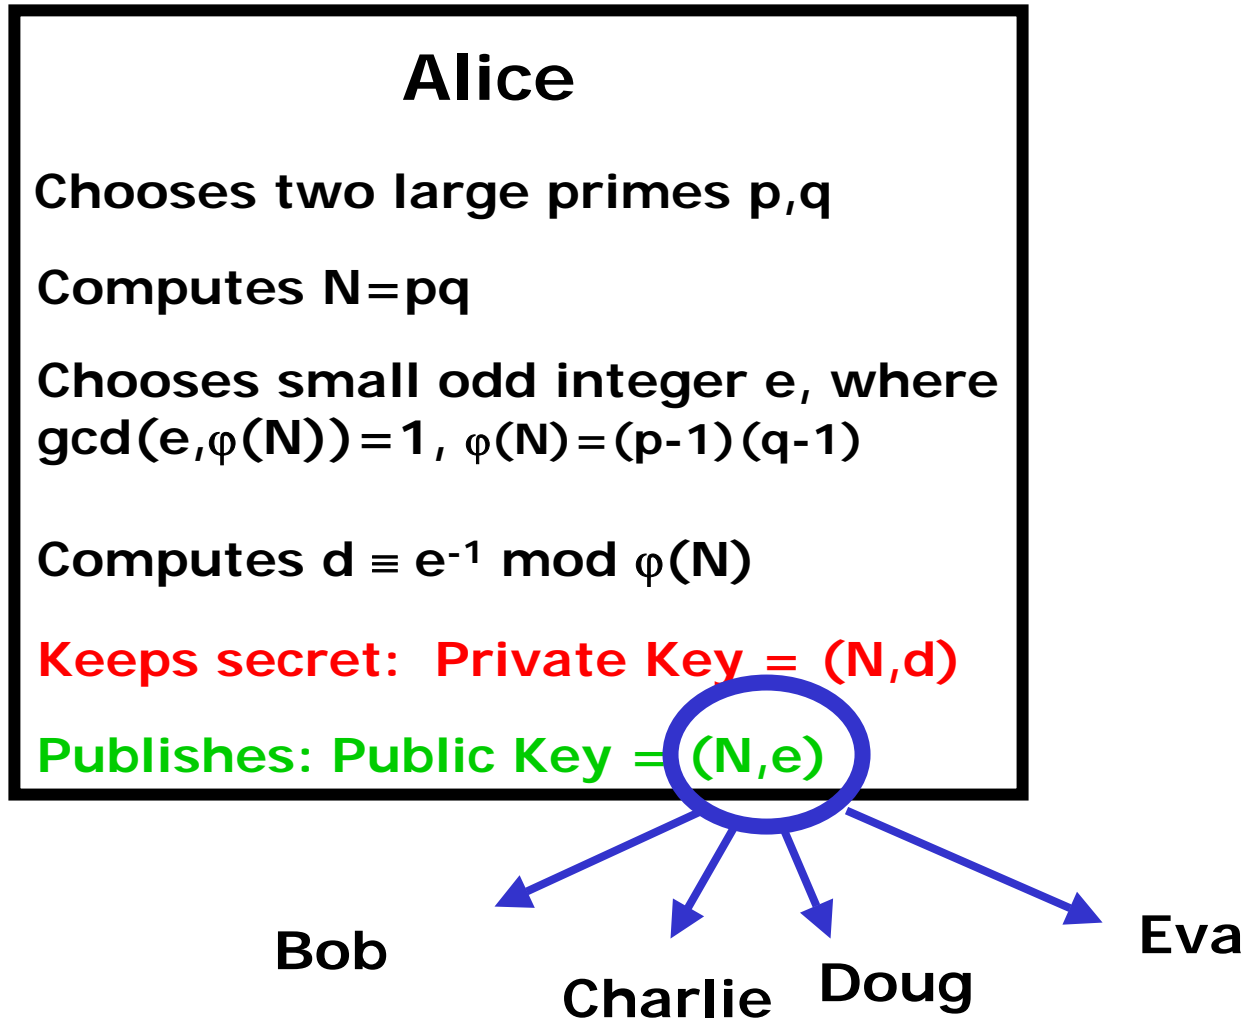 Alice
Chooses two large primes p,q
Computes N=pq
Chooses small odd integer e, where
gcd(e,φ(N))=1, φ(N)=(p-1)(q-1)
Computes d ≡ e⁻¹ mod φ(N)
Keeps secret: Private Key = (N,d)
Publishes: Public Key = (N,e)
Bob
Charlie
Doug
Eva